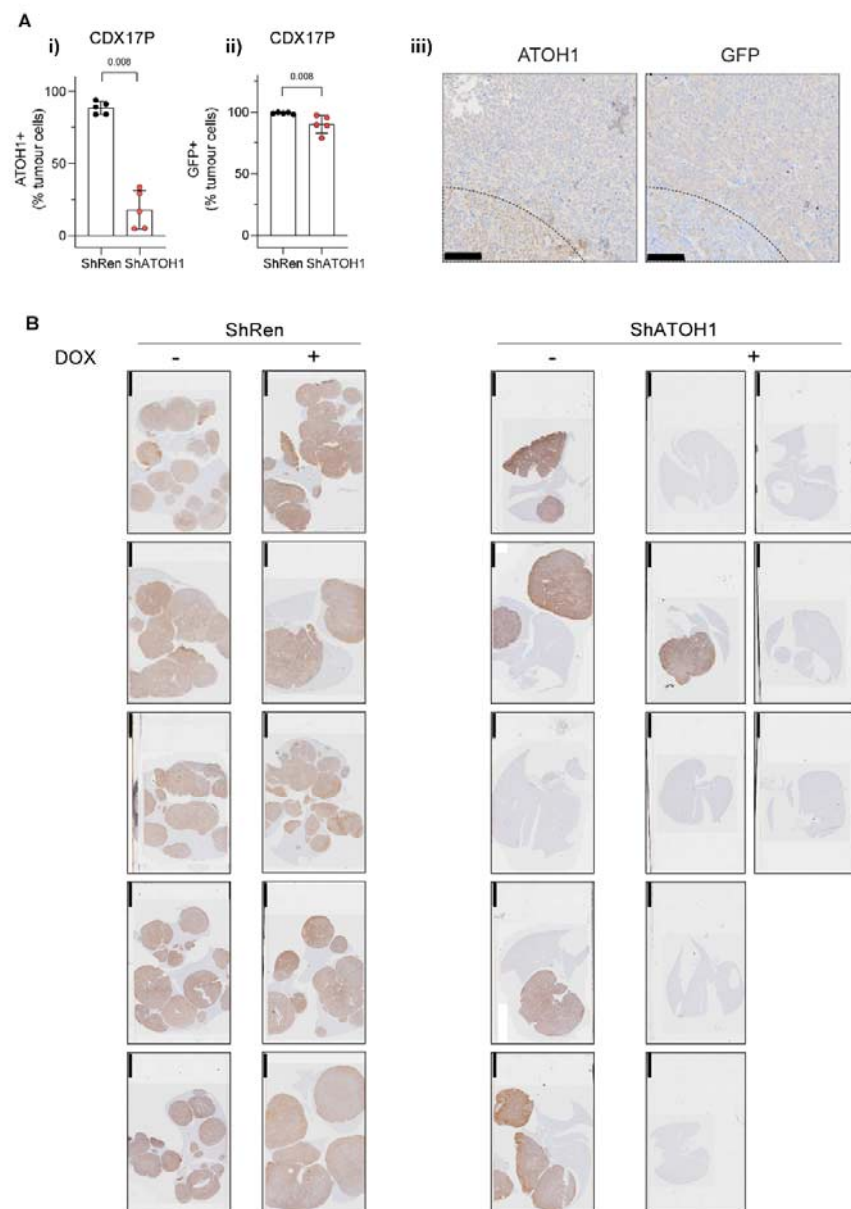 A
CDX17P
CDX17P
i)
ii)
iii)
ATOH1
GFP
0.008
0.008
100
50
0
ATOH1+
(% tumour cells)
ShRen ShATOH1
100
50
0
GFP+
(% tumour cells)
ShRen ShATOH1
B
ShRen
ShATOH1
DOX
-
+
-
+